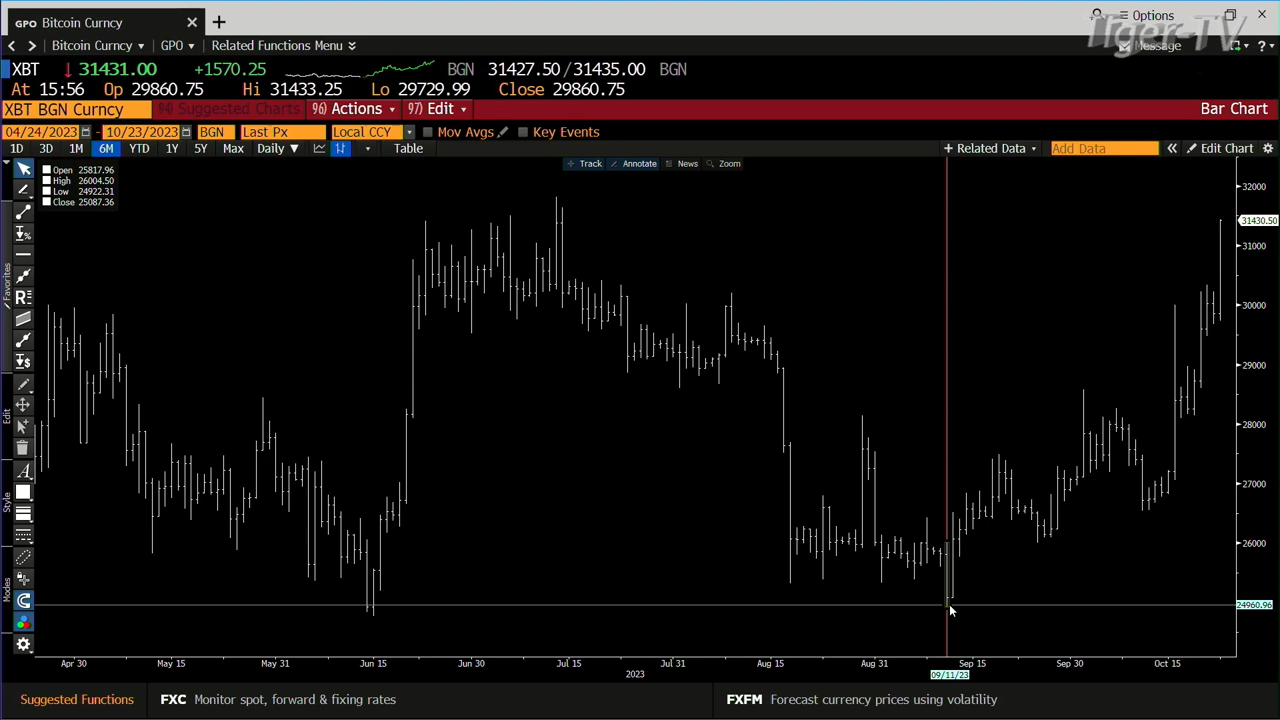 GPO Bitcoin Curncy
Options
Tiger-TV
Bitcoin Curncy GPO Related Functions Menu
Message
XBT 31431.00 +1570.25 BGN 31427.50/31435.00 BGN
At 15:56 Op 29860.75 Hi 31433.25 Lo 29729.99 Close 29860.75
XBT BGN Curncy 94) Suggested Charts 96) Actions 97) Edit Bar Chart
04/24/2023 - 10/23/2023 BGN Last Px Local CCY Mov Avgs Key Events
1D 3D 1M 6M YTD 1Y 5Y Max Daily ▼ Table + Related Data Add Data « Edit Chart
Track Annotate News Zoom
Open 25817.96
High 26004.50
Low 24922.31
Close 25087.36
32000
31430.50
31000
30000
29000
28000
27000
26000
24960.96
Favorites
Edit
Style
Modes
Apr 30 May 15 May 31 Jun 15 Jun 30 Jul 15 Jul 31 Aug 15 Aug 31 Sep 15 Sep 30 Oct 15
2023 09/11/23
Suggested Functions FXC Monitor spot, forward & fixing rates FXFM Forecast currency prices using volatility